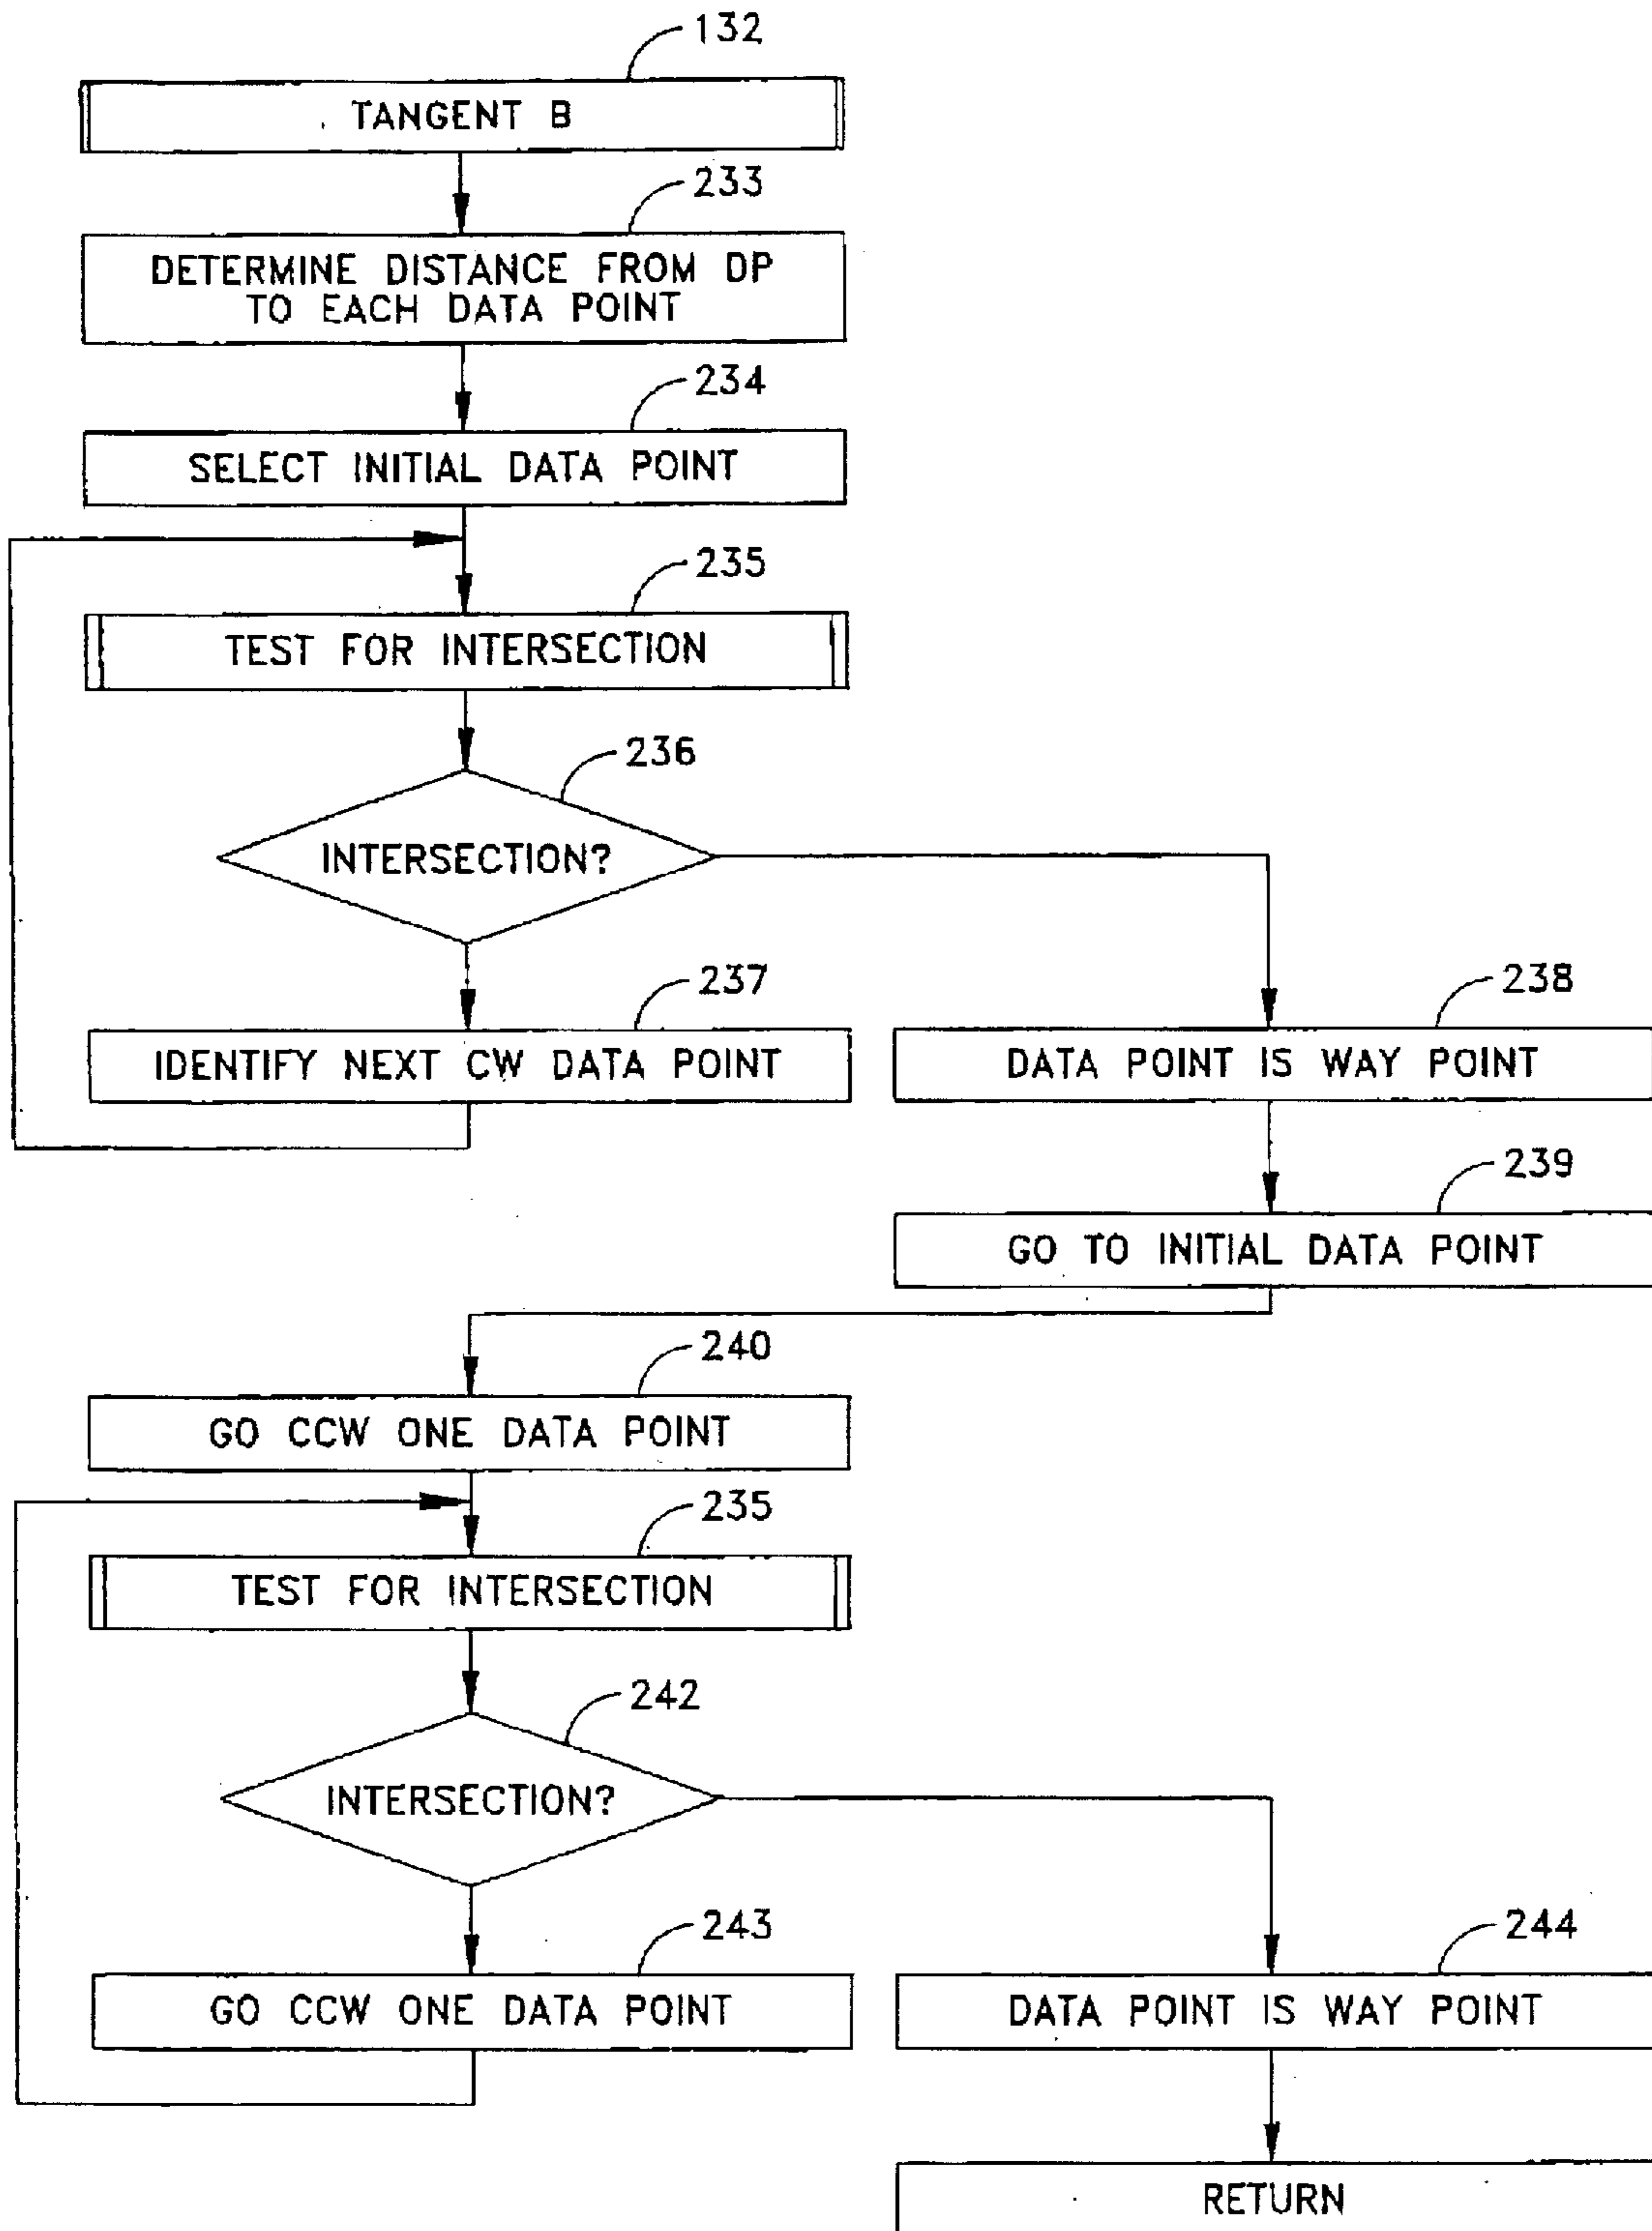 132
TANGENT B
233
DETERMINE DISTANCE FROM DP
TO EACH DATA POINT
234
SELECT INITIAL DATA POINT
235
TEST FOR INTERSECTION
236
INTERSECTION?
237
IDENTIFY NEXT CW DATA POINT
238
DATA POINT IS WAY POINT
239
GO TO INITIAL DATA POINT
240
GO CCW ONE DATA POINT
235
TEST FOR INTERSECTION
242
INTERSECTION?
243
GO CCW ONE DATA POINT
244
DATA POINT IS WAY POINT
RETURN